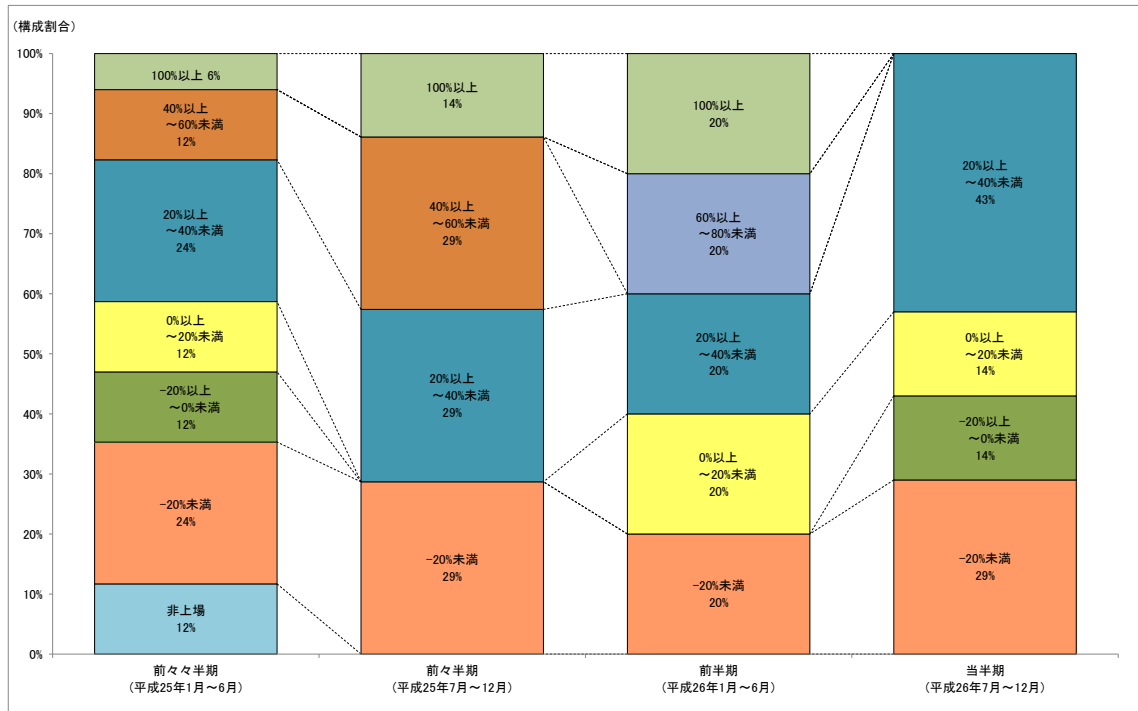 (構成割合)
100%
90%
80%
70%
60%
50%
40%
30%
20%
10%
0%
100%以上 6%
40%以上
～60%未満
12%
20%以上
～40%未満
24%
0%以上
～20%未満
12%
-20%以上
～0%未満
12%
-20%未満
24%
非上場
12%
100%以上
14%
40%以上
～60%未満
29%
20%以上
～40%未満
29%
-20%未満
29%
100%以上
20%
60%以上
～80%未満
20%
20%以上
～40%未満
20%
0%以上
～20%未満
20%
-20%未満
20%
20%以上
～40%未満
43%
0%以上
～20%未満
14%
-20%以上
～0%未満
14%
-20%未満
29%
前々々半期
(平成25年1月～6月)
前々半期
(平成25年7月～12月)
前半期
(平成26年1月～6月)
当半期
(平成26年7月～12月)